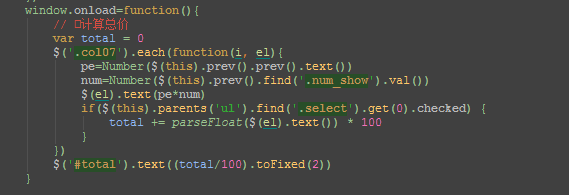 window.onload=function(){
// 计算总价
var total = 0
$('.col07').each(function(i, el){
pe=Number($(this).prev().prev().text())
num=Number($(this).prev().find('.num_show').val())
$(el).text(pe*num)
if($(this).parents('ul').find('.select').get(0).checked) {
total += parseFloat($(el).text()) * 100
}
})
$('#total').text((total/100).toFixed(2))
}